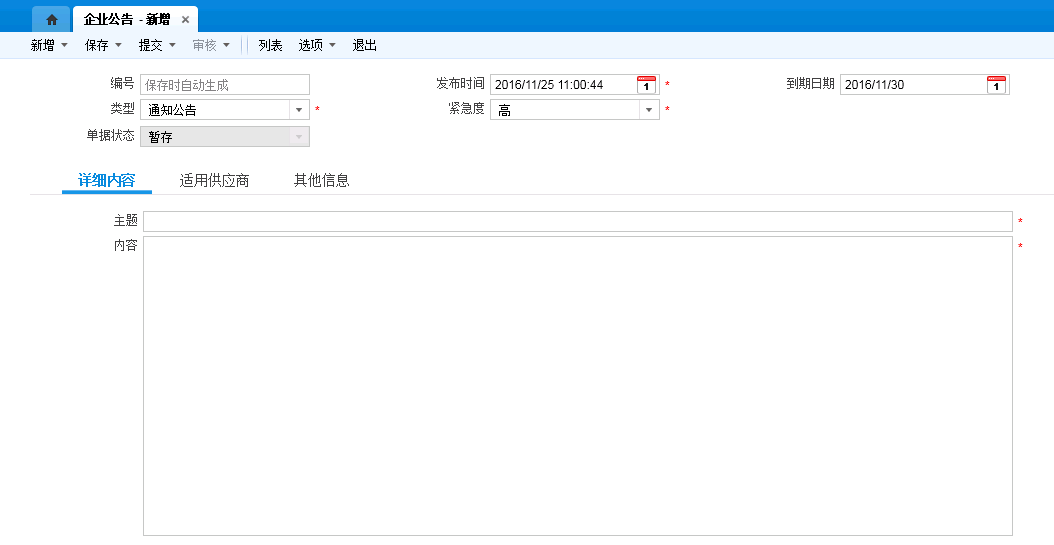 企业公告 - 新增 ×
新增 保存 提交 审核 列表 选项 退出
编号 保存时自动生成 发布时间 2016/11/25 11:00:44 1 * 到期日期 2016/11/30 1
类型 通知公告 * 紧急度 高 *
单据状态 暂存
详细内容 适用供应商 其他信息
主题 *
内容 *